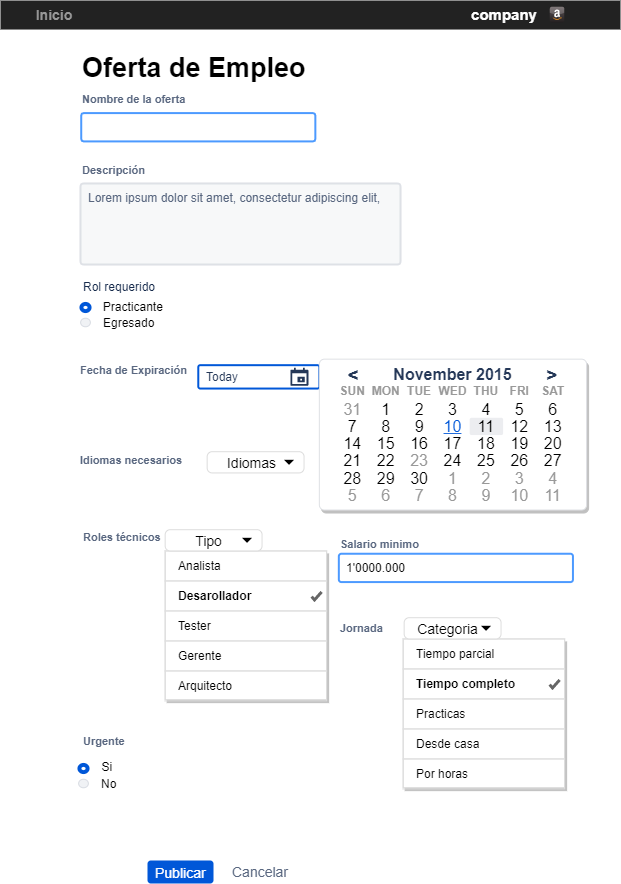 Inicio
company a
Oferta de Empleo
Nombre de la oferta
Descripción
Lorem ipsum dolor sit amet, consectetur adipiscing elit,
Rol requerido
Practicante
Egresado
Fecha de Expiración
Today
< November 2015 >
SUN MON TUE WED THU FRI SAT
31 1 2 3 4 5 6
7 8 9 10 11 12 13
14 15 16 17 18 19 20
21 22 23 24 25 26 27
28 29 30 1 2 3 4
5 6 7 8 9 10 11
Idiomas necesarios
Idiomas
Roles técnicos
Tipo
Analista
Desarollador
Tester
Gerente
Arquitecto
Salario minimo
1'0000.000
Jornada
Categoria
Tiempo parcial
Tiempo completo
Practicas
Desde casa
Por horas
Urgente
Si
No
Publicar
Cancelar